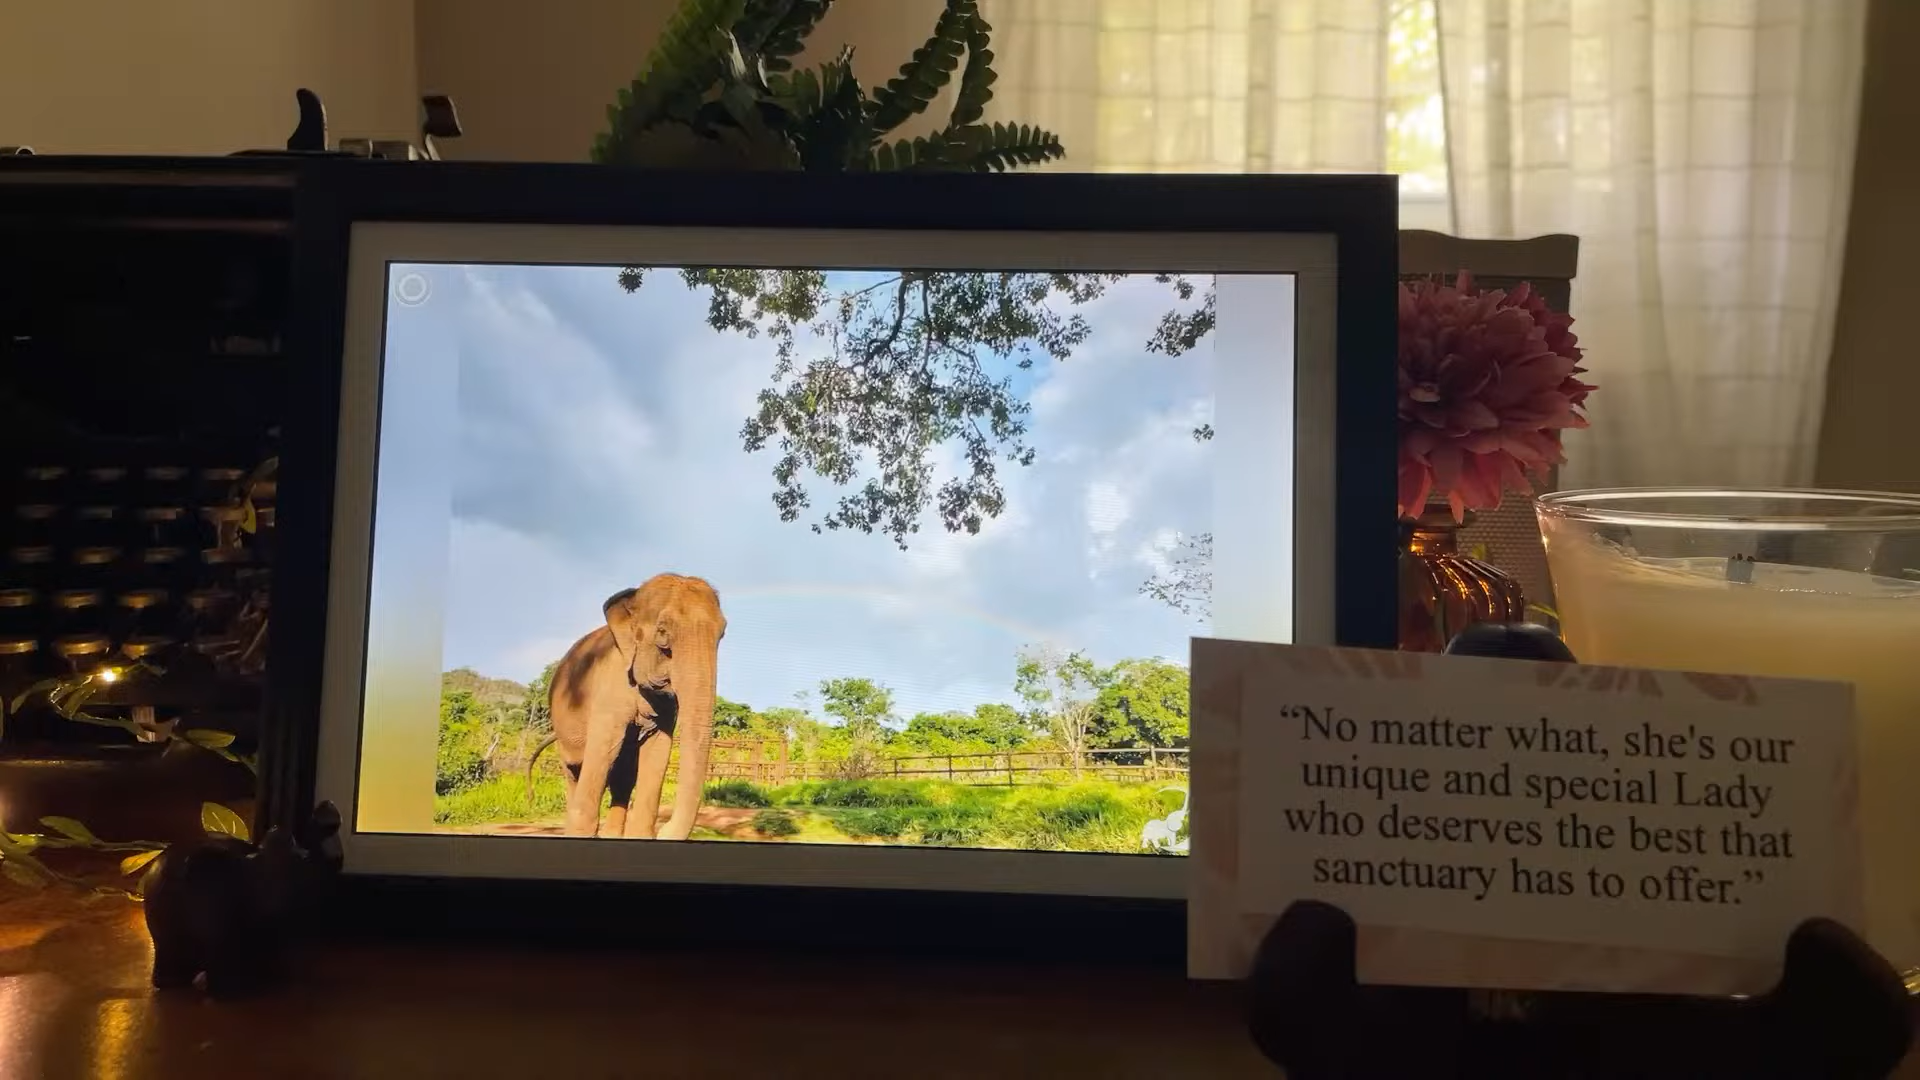 “No matter what, she's our
unique and special Lady
who deserves the best that
sanctuary has to offer.”